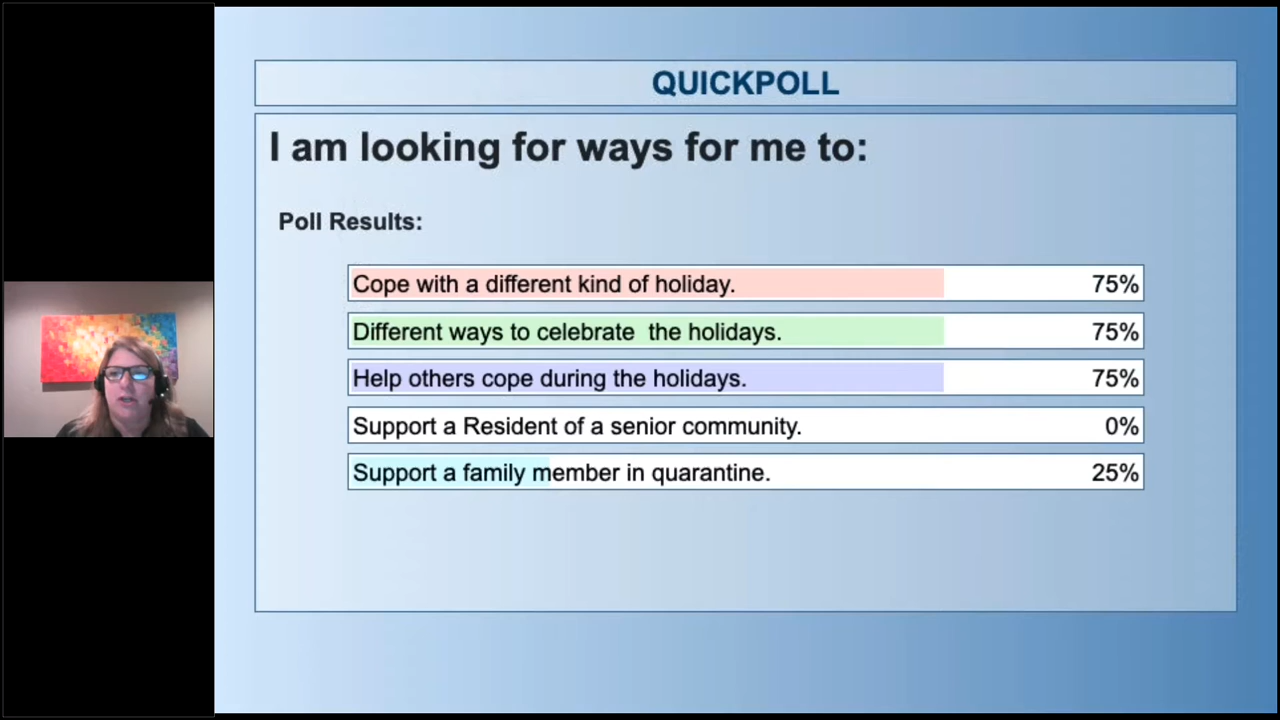 QUICKPOLL
I am looking for ways for me to:
Poll Results:
Cope with a different kind of holiday. 75%
Different ways to celebrate  the holidays. 75%
Help others cope during the holidays. 75%
Support a Resident of a senior community. 0%
Support a family member in quarantine. 25%